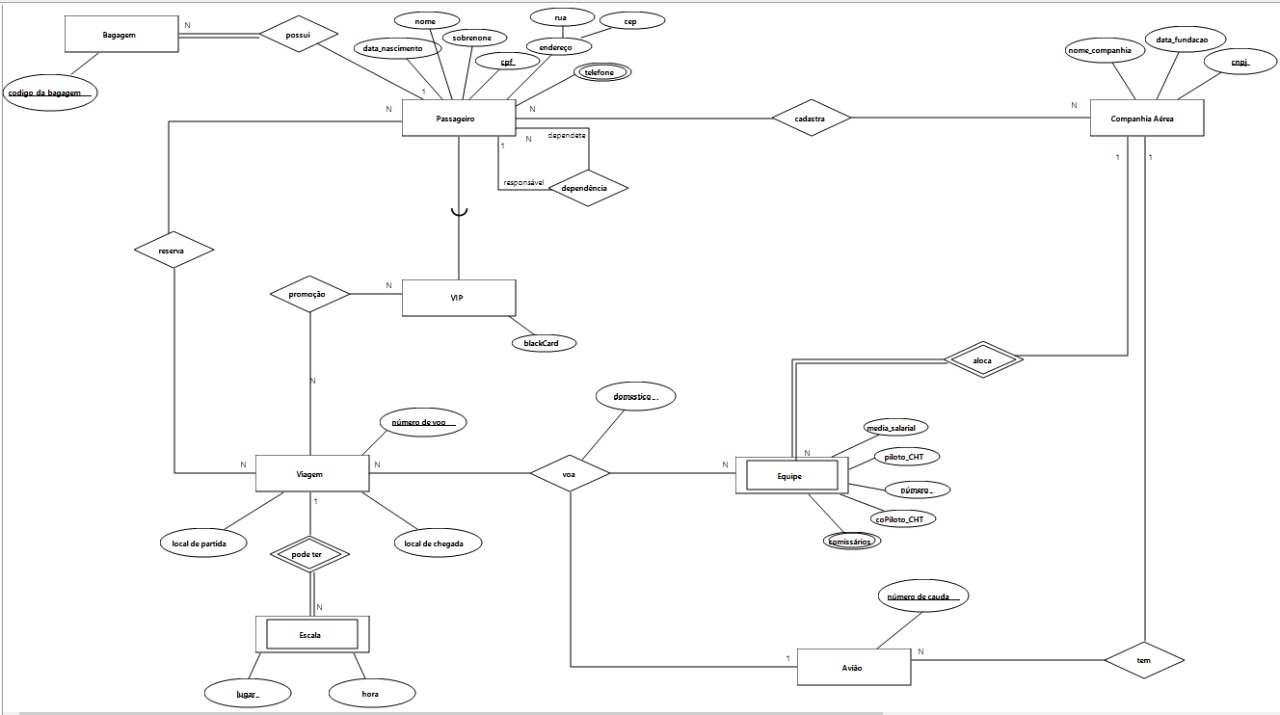 nome
rua
cep
Bagagem
N
possui
sobrenone
data_nascimento
endereço
cpf
telefone
nome_companhia
data_fundacao
cnpj
codigo_da_bagagem
1
N
Passageiro
N
cadastra
N
Companhia Aérea
1
N
dependete
responsável
dependência
1
1
reserva
promoção
N
VIP
blackCard
aloca
N
domestico
número de voo
media_salarial
piloto_CHT
número
coPiloto_CHT
comissários
N
Viagem
N
voa
N
N
Equipe
1
local de partida
local de chegada
pode ter
N
Escala
lugar
hora
número de cauda
1
Avião
N
tem